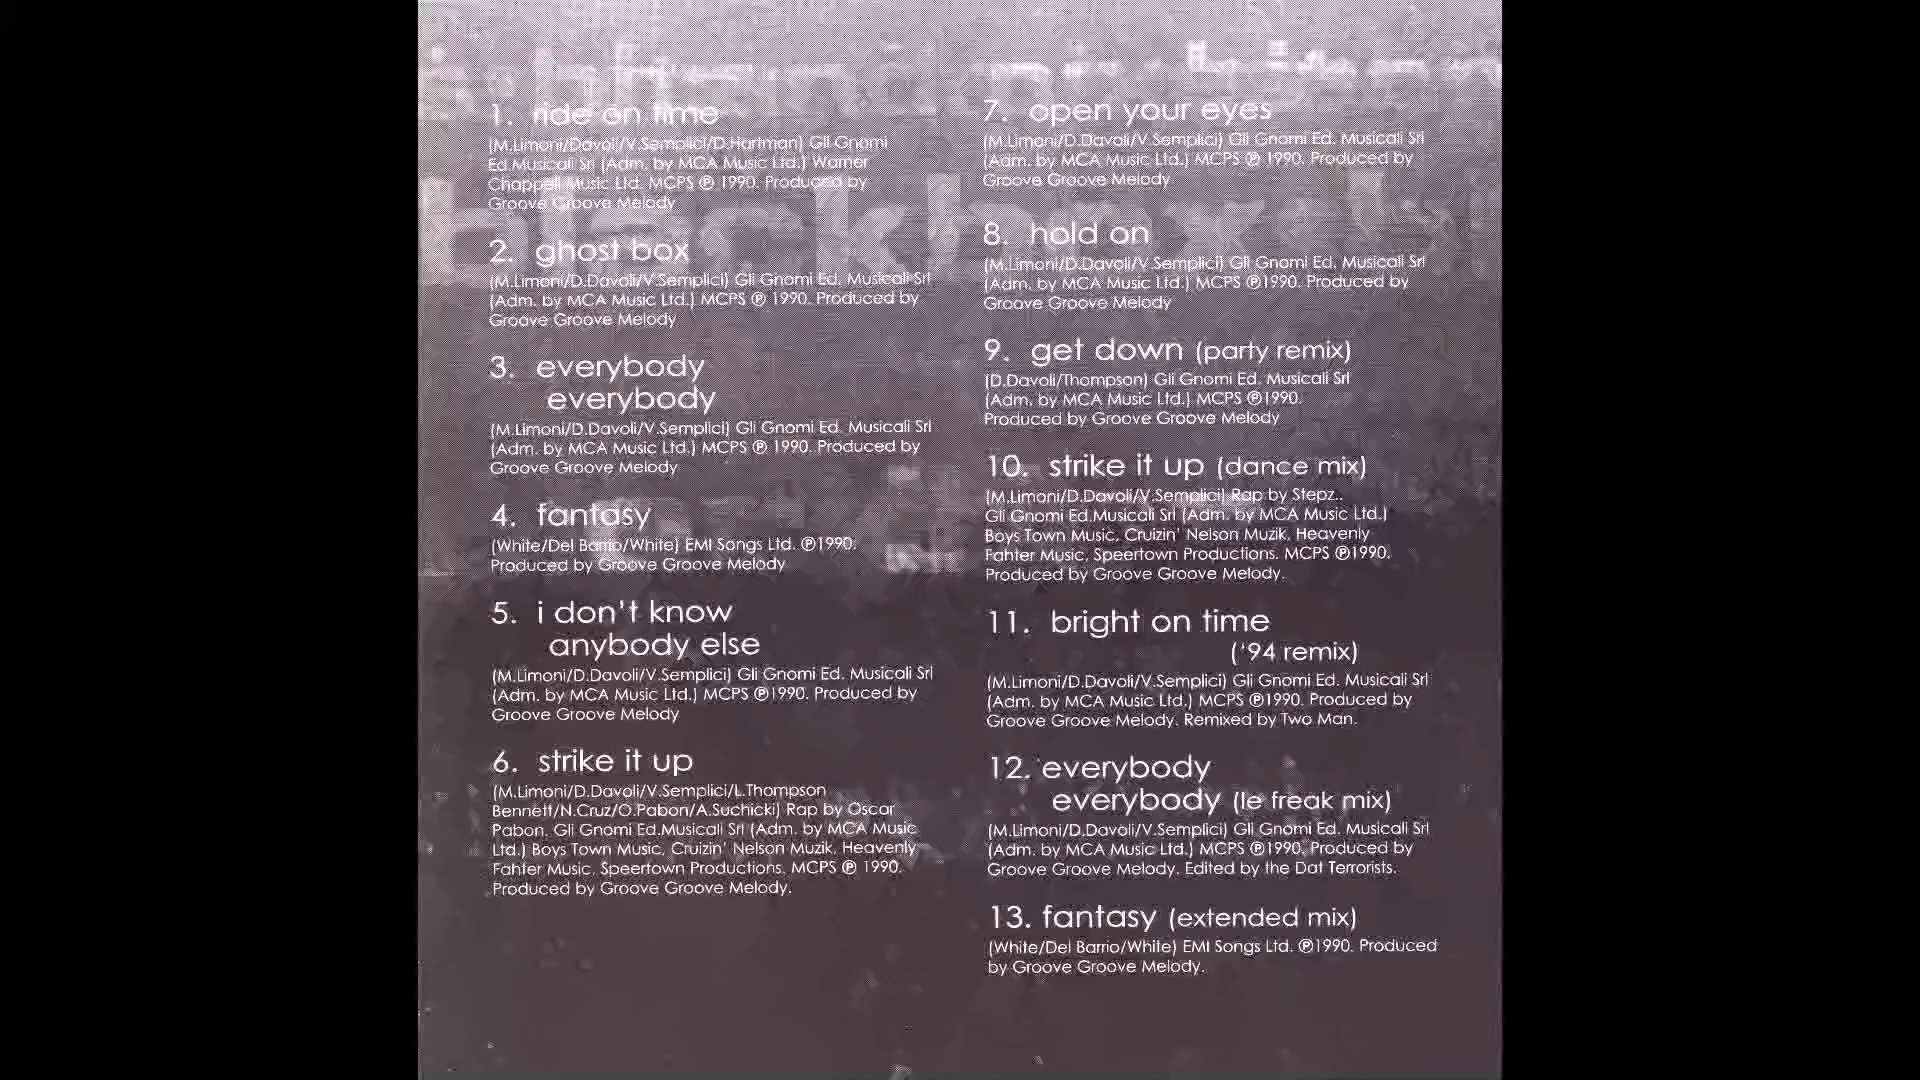 1. ride on time
(M.Limoni/Davoli/V.Semplici/D.Hartman) Gli Gnomi
Ed.Musicali Srl (Adm. by MCA Music Ltd.) Warner
Chappell Music Ltd. MCPS ℗ 1990. Produced by
Groove Groove Melody
2. ghost box
(M.Limoni/D.Davoli/V.Semplici) Gli Gnomi Ed. Musicali Srl
(Adm. by MCA Music Ltd.) MCPS ℗ 1990. Produced by
Groove Groove Melody
3. everybody
everybody
(M.Limoni/D.Davoli/V.Semplici) Gli Gnomi Ed. Musicali Srl
(Adm. by MCA Music Ltd.) MCPS ℗ 1990. Produced by
Groove Groove Melody
4. fantasy
(White/Del Barrio/White) EMI Songs Ltd. ℗1990.
Produced by Groove Groove Melody
5. i don't know
anybody else
(M.Limoni/D.Davoli/V.Semplici) Gli Gnomi Ed. Musicali Srl
(Adm. by MCA Music Ltd.) MCPS ℗1990. Produced by
Groove Groove Melody
6. strike it up
(M.Limoni/D.Davoli/V.Semplici/L.Thompson
Bennett/N.Cruz/O.Pabon/A.Suchicki) Rap by Oscar
Pabon. Gli Gnomi Ed.Musicali Srl (Adm. by MCA Music
Ltd.) Boys Town Music, Cruizin' Nelson Muzik, Heavenly
Fahter Music, Speertown Productions. MCPS ℗ 1990.
Produced by Groove Groove Melody.
7. open your eyes
(M.Limoni/D.Davoli/V.Semplici) Gli Gnomi Ed. Musicali Srl
(Adm. by MCA Music Ltd.) MCPS ℗ 1990. Produced by
Groove Groove Melody
8. hold on
(M.Limoni/D.Davoli/V.Semplici) Gli Gnomi Ed. Musicali Srl
(Adm. by MCA Music Ltd.) MCPS ℗1990. Produced by
Groove Groove Melody
9. get down (party remix)
(D.Davoli/Thompson) Gli Gnomi Ed. Musicali Srl
(Adm. by MCA Music Ltd.) MCPS ℗1990.
Produced by Groove Groove Melody
10. strike it up (dance mix)
(M.Limoni/D.Davoli/V.Semplici) Rap by Stepz..
Gli Gnomi Ed.Musicali Srl (Adm. by MCA Music Ltd.)
Boys Town Music, Cruizin' Nelson Muzik, Heavenly
Fahter Music, Speertown Productions. MCPS ℗1990.
Produced by Groove Groove Melody.
11. bright on time
('94 remix)
(M.Limoni/D.Davoli/V.Semplici) Gli Gnomi Ed. Musicali Srl
(Adm. by MCA Music Ltd.) MCPS ℗1990. Produced by
Groove Groove Melody. Remixed by Two Man.
12. everybody
everybody (le freak mix)
(M.Limoni/D.Davoli/V.Semplici) Gli Gnomi Ed. Musicali Srl
(Adm. by MCA Music Ltd.) MCPS ℗1990. Produced by
Groove Groove Melody. Edited by the Dat Terrorists.
13. fantasy (extended mix)
(White/Del Barrio/White) EMI Songs Ltd. ℗1990. Produced
by Groove Groove Melody.